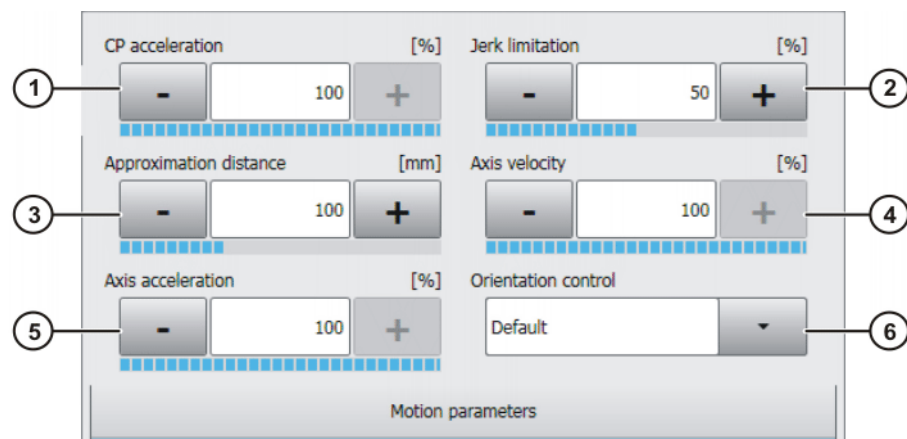 CP acceleration [%] Jerk limitation [%]
1 - 100 + - 50 + 2
Approximation distance [mm] Axis velocity [%]
3 - 100 + - 100 + 4
Axis acceleration [%] Orientation control
5 - 100 + Default 6
Motion parameters